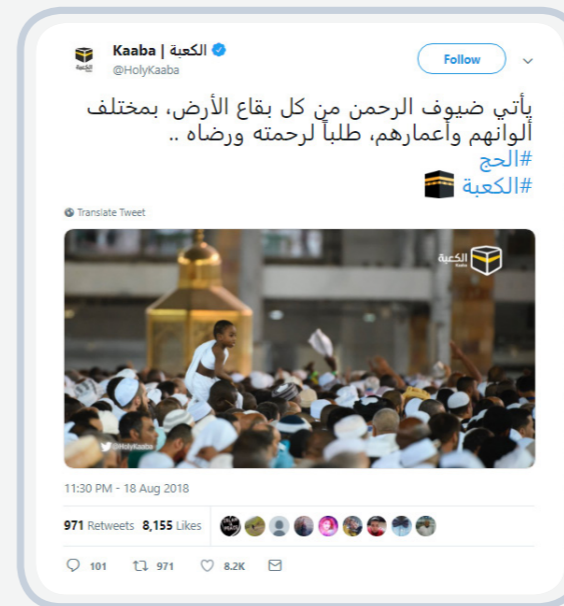 Kaaba | الكعبة
@HolyKaaba
Follow
يأتي ضيوف الرحمن من كل بقاع الأرض، بمختلف
ألوانهم وأعمارهم، طلباً لرحمته ورضاه ..
#الحج
#الكعبة
Translate Tweet
الكعبة
Kaaba
@HolyKaaba
11:30 PM - 18 Aug 2018
971 Retweets 8,155 Likes
101 971 8.2K